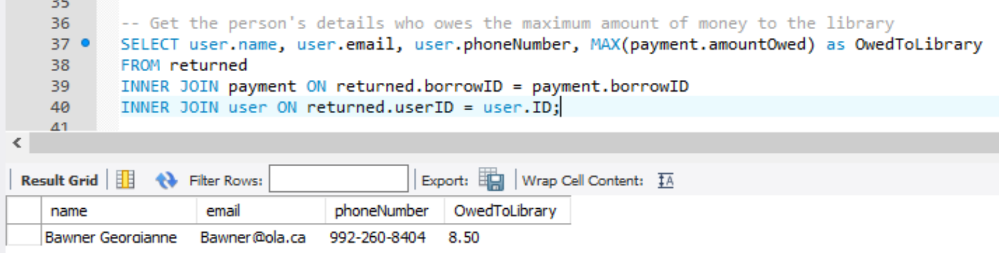 35
36 -- Get the person's details who owes the maximum amount of money to the library
37 SELECT user.name, user.email, user.phoneNumber, MAX(payment.amountOwed) as OwedToLibrary
38 FROM returned
39 INNER JOIN payment ON returned.borrowID = payment.borrowID
40 INNER JOIN user ON returned.userID = user.ID;
41
Result Grid Filter Rows: Export: Wrap Cell Content:
name email phoneNumber OwedToLibrary
Bawner Georgianne Bawner@ola.ca 992-260-8404 8.50